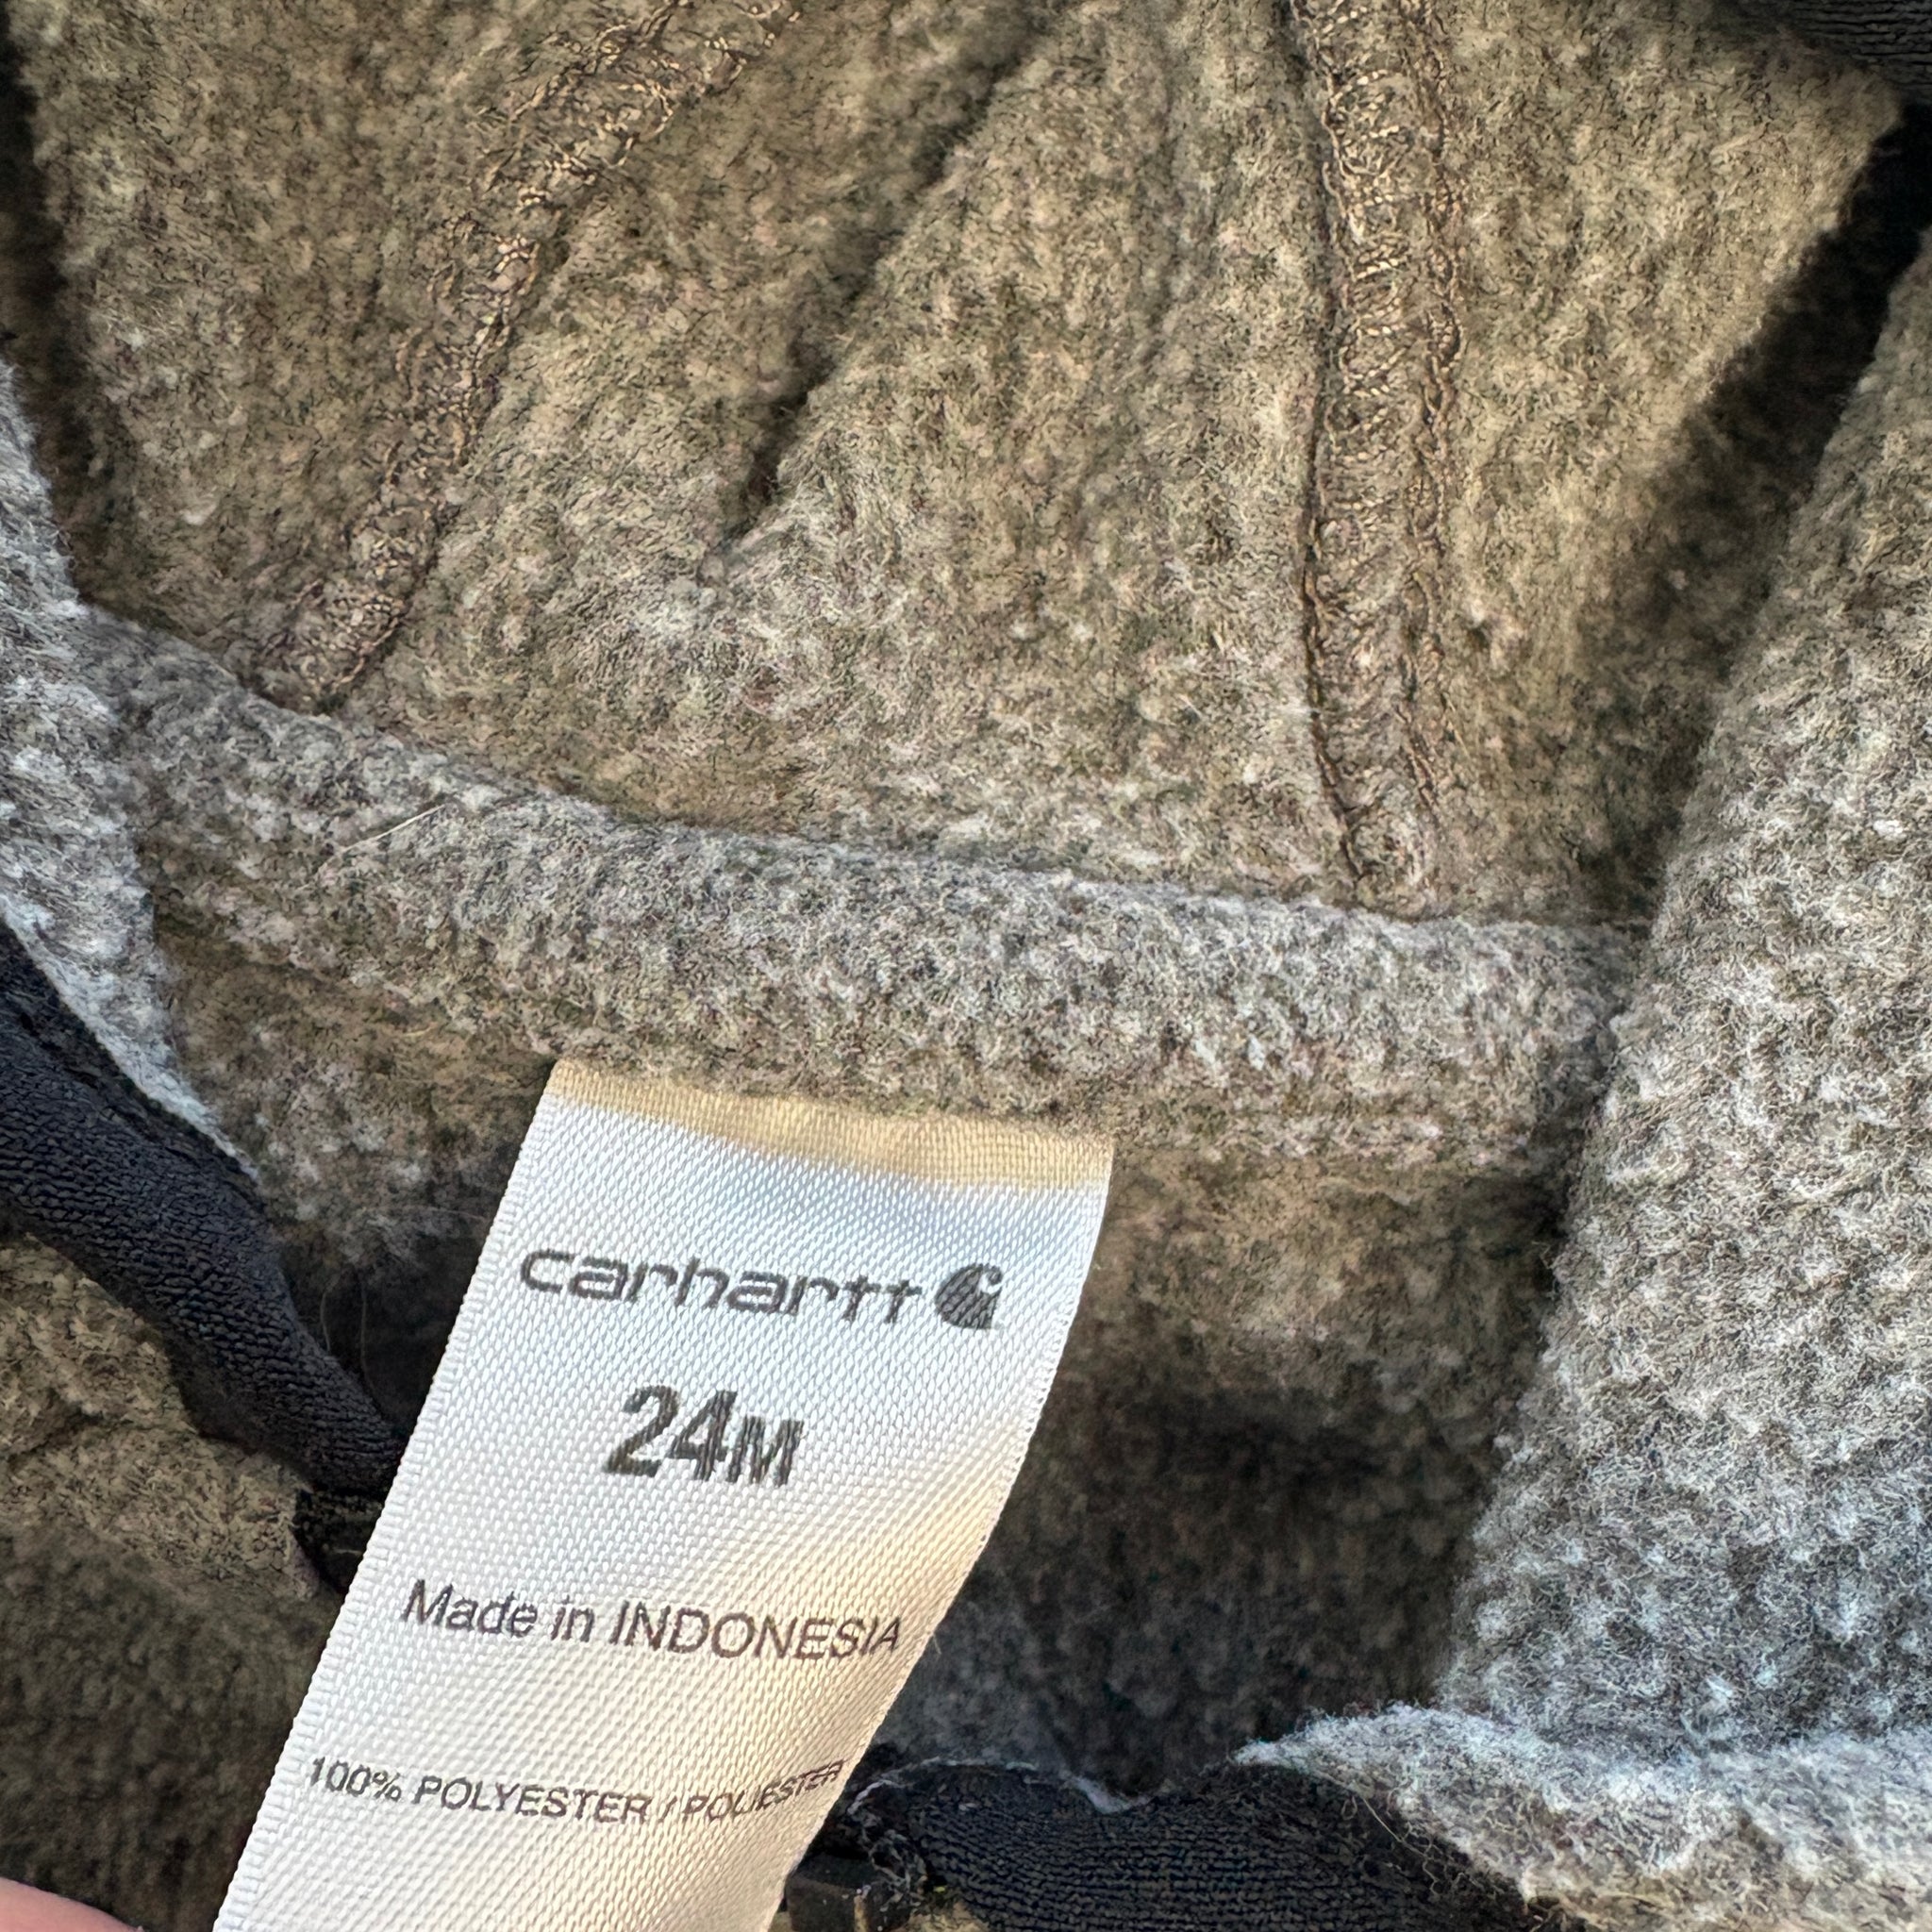 carhartt
24M
Made in INDONESIA
100% POLYESTER / POLIESTER